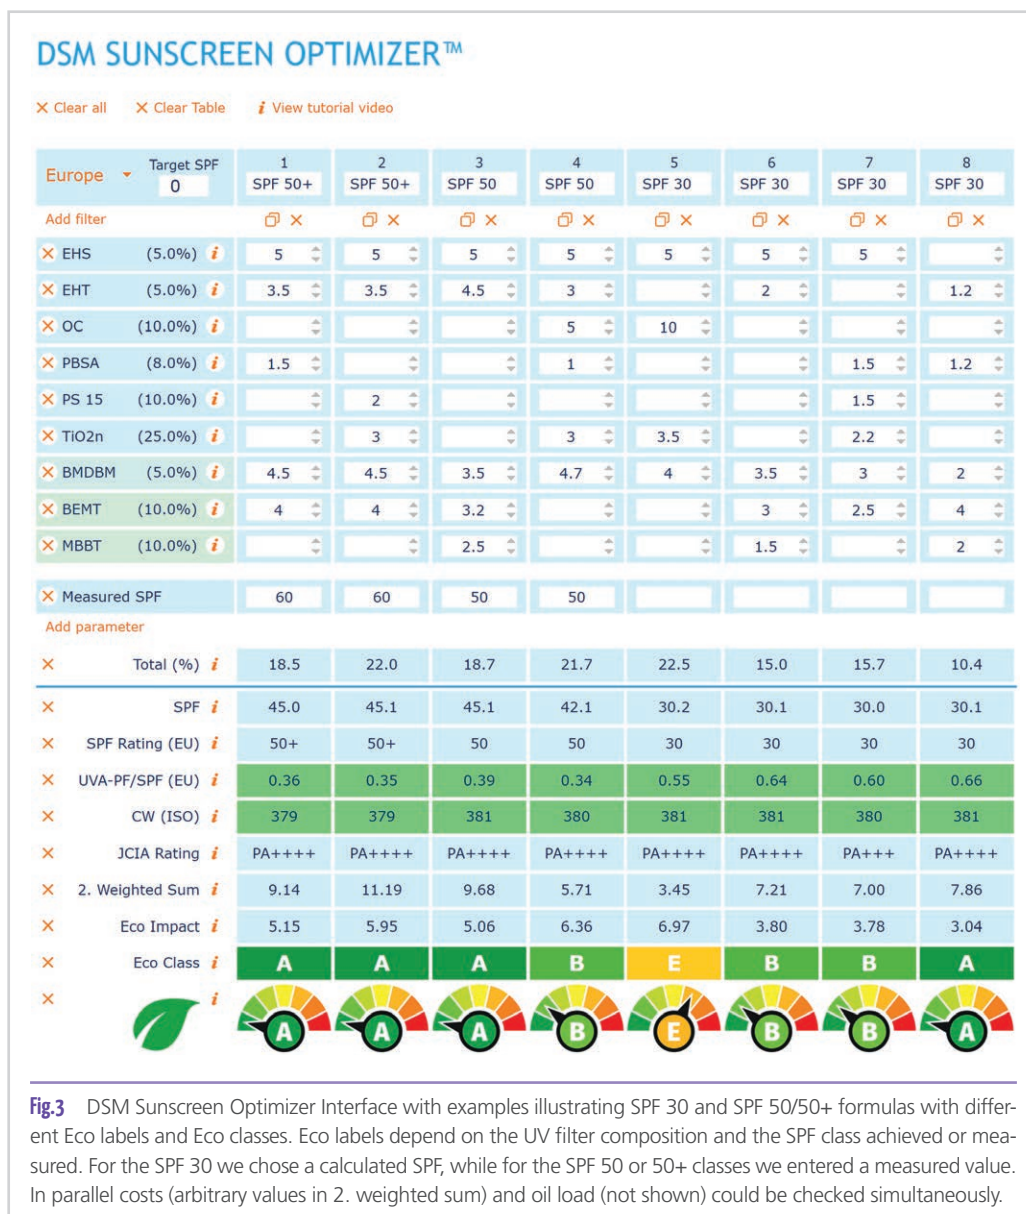 DSM SUNSCREEN OPTIMIZER™
Clear all Clear Table i View tutorial video
Europe Target SPF 0 1 SPF 50+ 2 SPF 50+ 3 SPF 50 4 SPF 50 5 SPF 30 6 SPF 30 7 SPF 30 8 SPF 30
Add filter
EHS (5.0%) i 5 5 5 5 5 5 5
EHT (5.0%) i 3.5 3.5 4.5 3 2 1.2
OC (10.0%) i 5 10
PBSA (8.0%) i 1.5 1 1.5 1.2
PS 15 (10.0%) i 2 1.5
TiO2n (25.0%) i 3 3 3.5 2.2
BMDBM (5.0%) i 4.5 4.5 3.5 4.7 4 3.5 3 2
BEMT (10.0%) i 4 4 3.2 3 2.5 4
MBBT (10.0%) i 2.5 1.5 2
Measured SPF 60 60 50 50
Add parameter
Total (%) i 18.5 22.0 18.7 21.7 22.5 15.0 15.7 10.4
SPF i 45.0 45.1 45.1 42.1 30.2 30.1 30.0 30.1
SPF Rating (EU) i 50+ 50+ 50 50 30 30 30 30
UVA-PF/SPF (EU) i 0.36 0.35 0.39 0.34 0.55 0.64 0.60 0.66
CW (ISO) i 379 379 381 380 381 381 380 381
JCIA Rating i PA++++ PA++++ PA++++ PA++++ PA++++ PA++++ PA+++ PA++++
2. Weighted Sum i 9.14 11.19 9.68 5.71 3.45 7.21 7.00 7.86
Eco Impact i 5.15 5.95 5.06 6.36 6.97 3.80 3.78 3.04
Eco Class i A A A B E B B A
i A A A B E B B A
Fig.3 DSM Sunscreen Optimizer Interface with examples illustrating SPF 30 and SPF 50/50+ formulas with differ-
ent Eco labels and Eco classes. Eco labels depend on the UV filter composition and the SPF class achieved or mea-
sured. For the SPF 30 we chose a calculated SPF, while for the SPF 50 or 50+ classes we entered a measured value.
In parallel costs (arbitrary values in 2. weighted sum) and oil load (not shown) could be checked simultaneously.